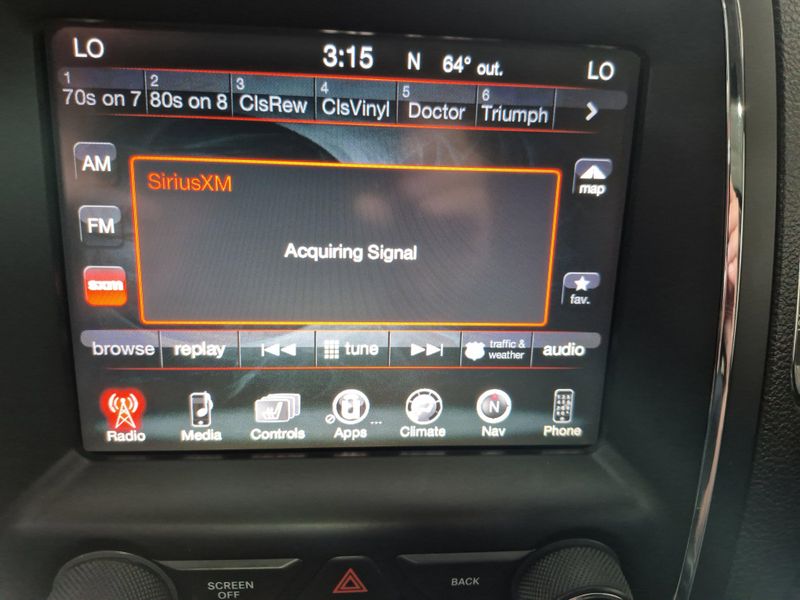 LO 3:15 N 64° out. LO
1 2 3 4 5 6
70s on 7 80s on 8 ClsRew ClsVinyl Doctor Triumph
AM
map
SiriusXM
Acquiring Signal
FM
sxm
fav.
browse replay tune traffic & weather audio
Radio Media Controls Apps Climate N Nav Phone
SCREEN OFF
BACK